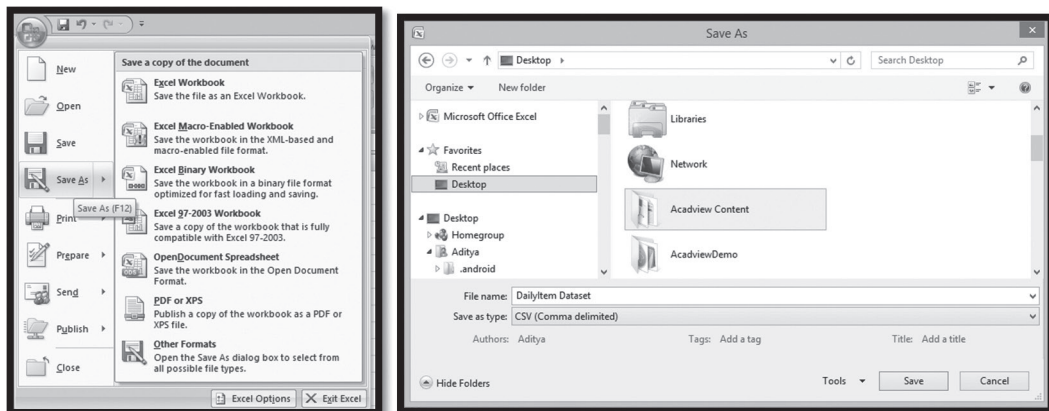 Save a copy of the document
New
Open
Save
Save As
Save As (F12)
Print
Prepare
Send
Publish
Close
Excel Workbook
Save the file as an Excel Workbook.
Excel Macro-Enabled Workbook
Save the workbook in the XML-based and
macro-enabled file format.
Excel Binary Workbook
Save the workbook in a binary file format
optimized for fast loading and saving.
Excel 97-2003 Workbook
Save a copy of the workbook that is fully
compatible with Excel 97-2003.
OpenDocument Spreadsheet
Save the workbook in the Open Document
Format.
PDF or XPS
Publish a copy of the workbook as a PDF or
XPS file.
Other Formats
Open the Save As dialog box to select from
all possible file types.
Excel Options
Exit Excel
Save As
Desktop
Search Desktop
Organize
New folder
Microsoft Office Excel
Favorites
Recent places
Desktop
Desktop
Homegroup
Aditya
.android
Libraries
Network
Acadview Content
AcadviewDemo
File name: DailyItem Dataset
Save as type: CSV (Comma delimited)
Authors: Aditya
Tags: Add a tag
Title: Add a title
Hide Folders
Tools
Save
Cancel